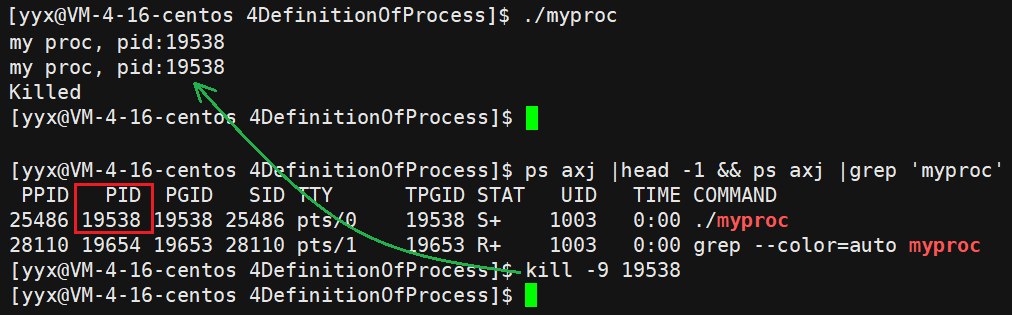 [yyx@VM-4-16-centos 4DefinitionOfProcess]$ ./myproc
my proc, pid:19538
my proc, pid:19538
Killed
[yyx@VM-4-16-centos 4DefinitionOfProcess]$
[yyx@VM-4-16-centos 4DefinitionOfProcess]$ ps axj |head -1 && ps axj |grep 'myproc'
 PPID   PID  PGID   SID TTY      TPGID STAT   UID   TIME COMMAND
25486 19538 19538 25486 pts/0    19538 S+    1003   0:00 ./myproc
28110 19654 19653 28110 pts/1    19653 R+    1003   0:00 grep --color=auto myproc
[yyx@VM-4-16-centos 4DefinitionOfProcess]$ kill -9 19538
[yyx@VM-4-16-centos 4DefinitionOfProcess]$